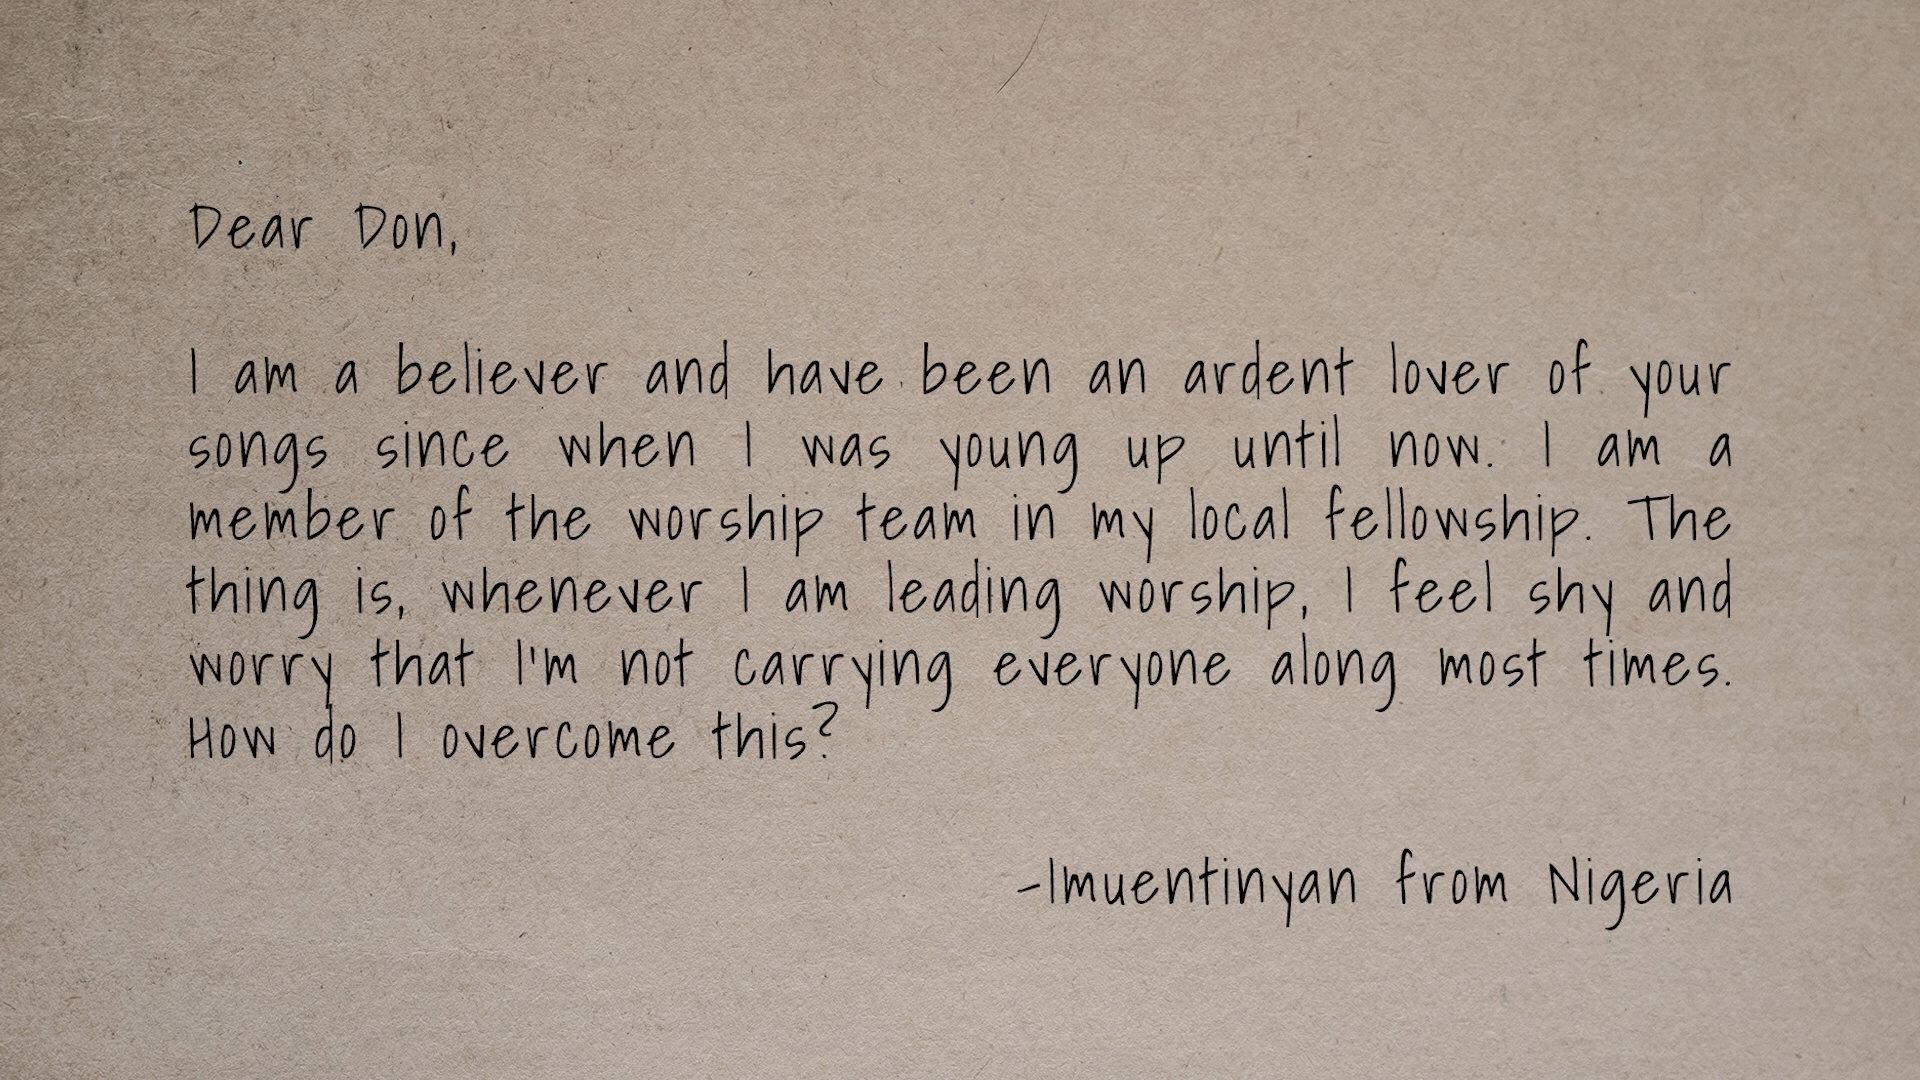 Dear Don,
I am a believer and have been an ardent lover of your
songs since when I was young up until now. I am a
member of the worship team in my local fellowship. The
thing is, whenever I am leading worship, I feel shy and
worry that I'm not carrying everyone along most times.
How do I overcome this?
-Imuentinyan from Nigeria